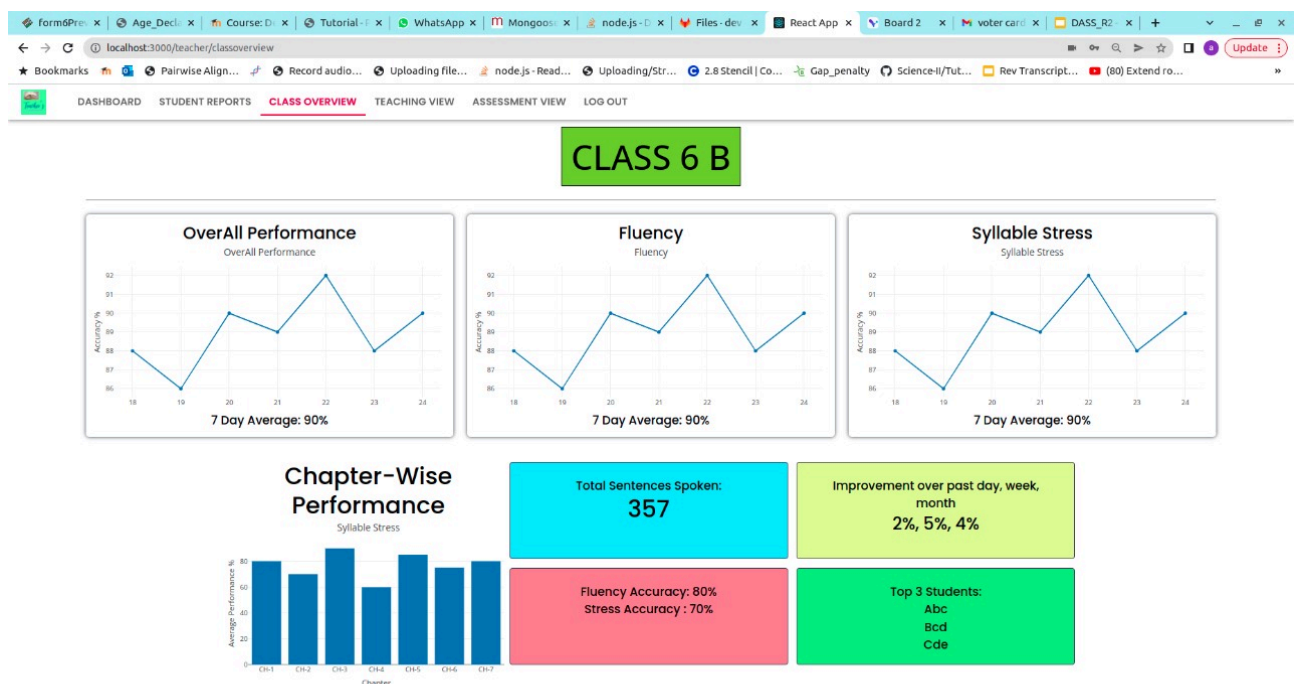 form6Prev
Age_Decla
Course: D
Tutorial - F
WhatsApp
Mongoose
node.js - D
Files · dev
React App
Board 2
voter card
DASS_R2 -
localhost:3000/teacher/classoverview
Update
Bookmarks
Pairwise Align...
Record audio...
Uploading file...
node.js - Read...
Uploading/Str...
2.8 Stencil | Co...
Gap_penalty
Science-II/Tut...
Rev Transcript...
(80) Extend ro...
»
DASHBOARD STUDENT REPORTS CLASS OVERVIEW TEACHING VIEW ASSESSMENT VIEW LOG OUT
CLASS 6 B
OverAll Performance
OverAll Performance
Accuracy %
92
91
90
89
88
87
86
18 19 20 21 22 23 24
7 Day Average: 90%
Fluency
Fluency
Accuracy %
92
91
90
89
88
87
86
18 19 20 21 22 23 24
7 Day Average: 90%
Syllable Stress
Syllable Stress
Accuracy %
92
91
90
89
88
87
86
18 19 20 21 22 23 24
7 Day Average: 90%
Chapter-Wise
Performance
Syllable Stress
Average Performance %
80
60
40
20
0
CH-1 CH-2 CH-3 CH-4 CH-5 CH-6 CH-7
Chapter
Total Sentences Spoken:
357
Improvement over past day, week,
month
2%, 5%, 4%
Fluency Accuracy: 80%
Stress Accuracy : 70%
Top 3 Students:
Abc
Bcd
Cde